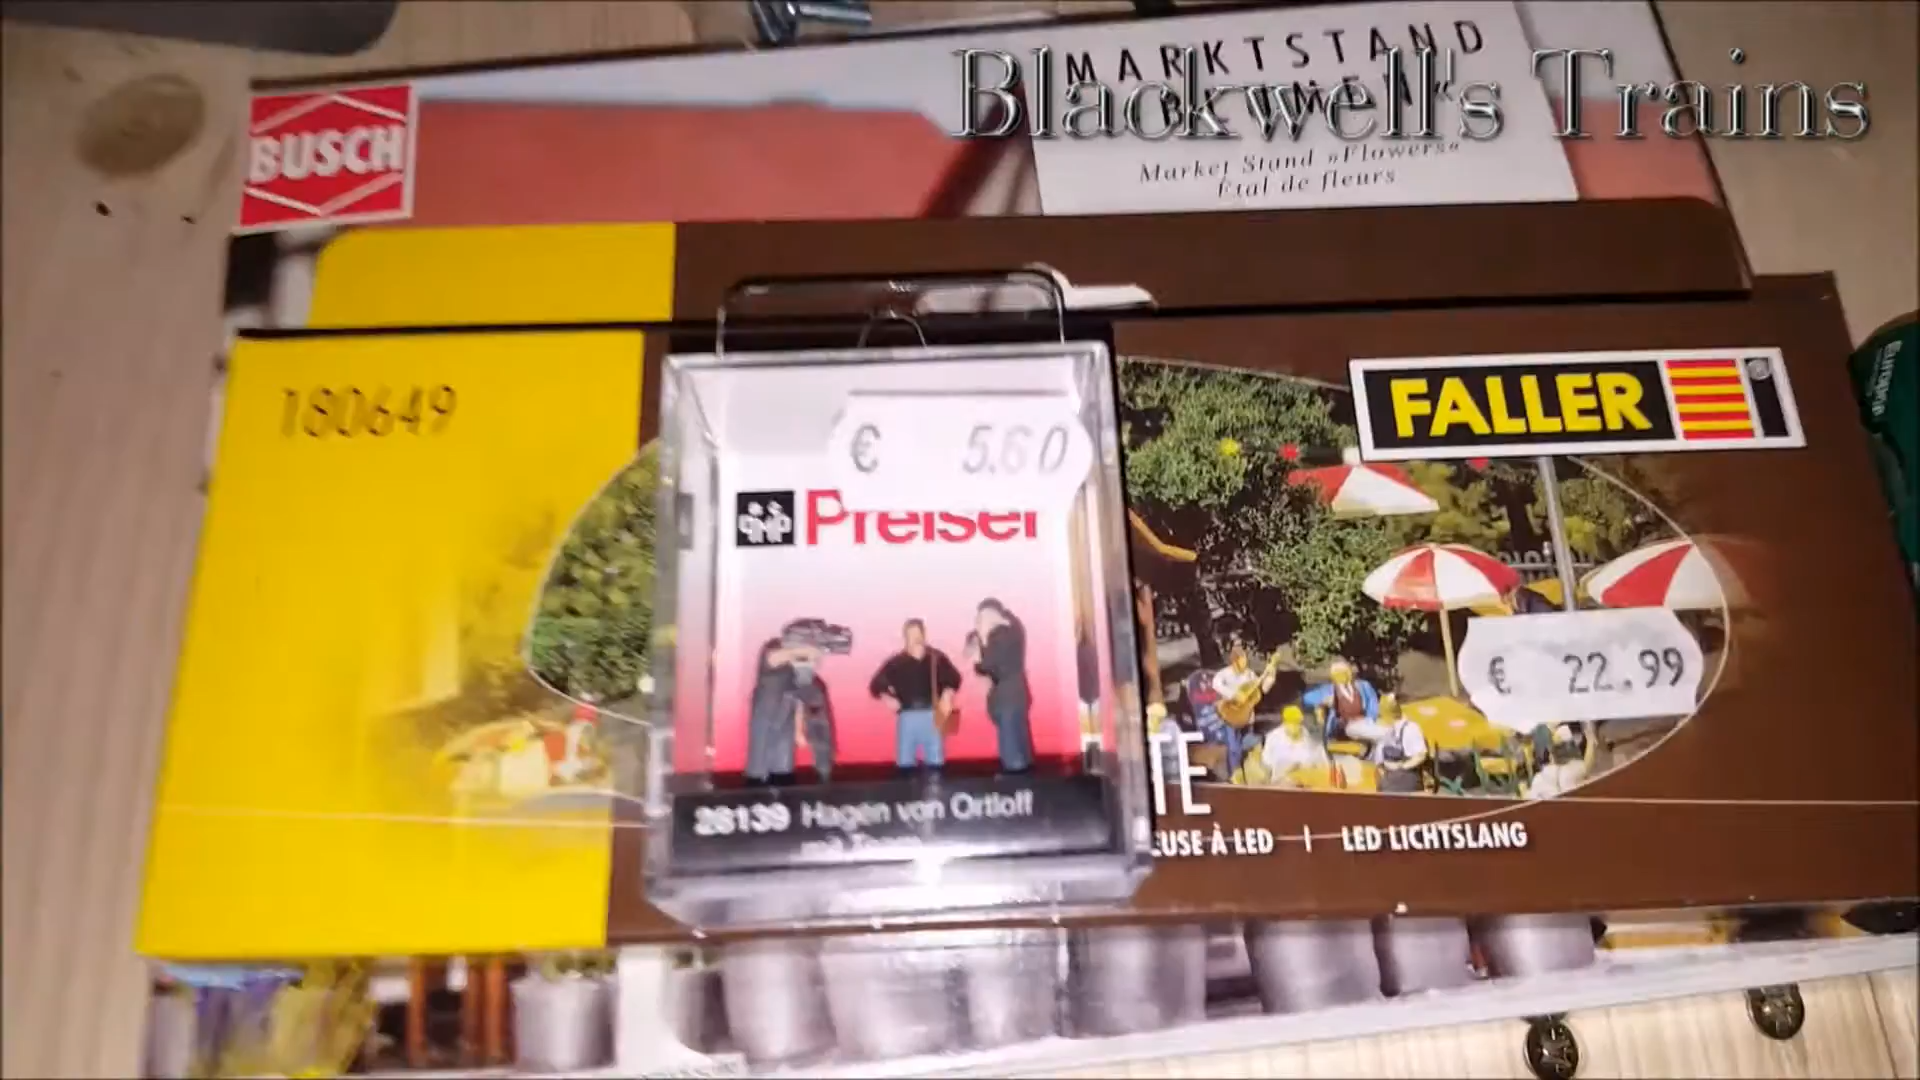 Blackwell's Trains
MARKTSTAND
Market Stand »Flowers«
Étal de fleurs
BUSCH
180649
FALLER
€ 5.60
Preiser
€ 22.99
28139 Hagen von Ortloff
TE
EUSE À LED | LED LICHTSLANG
Europe